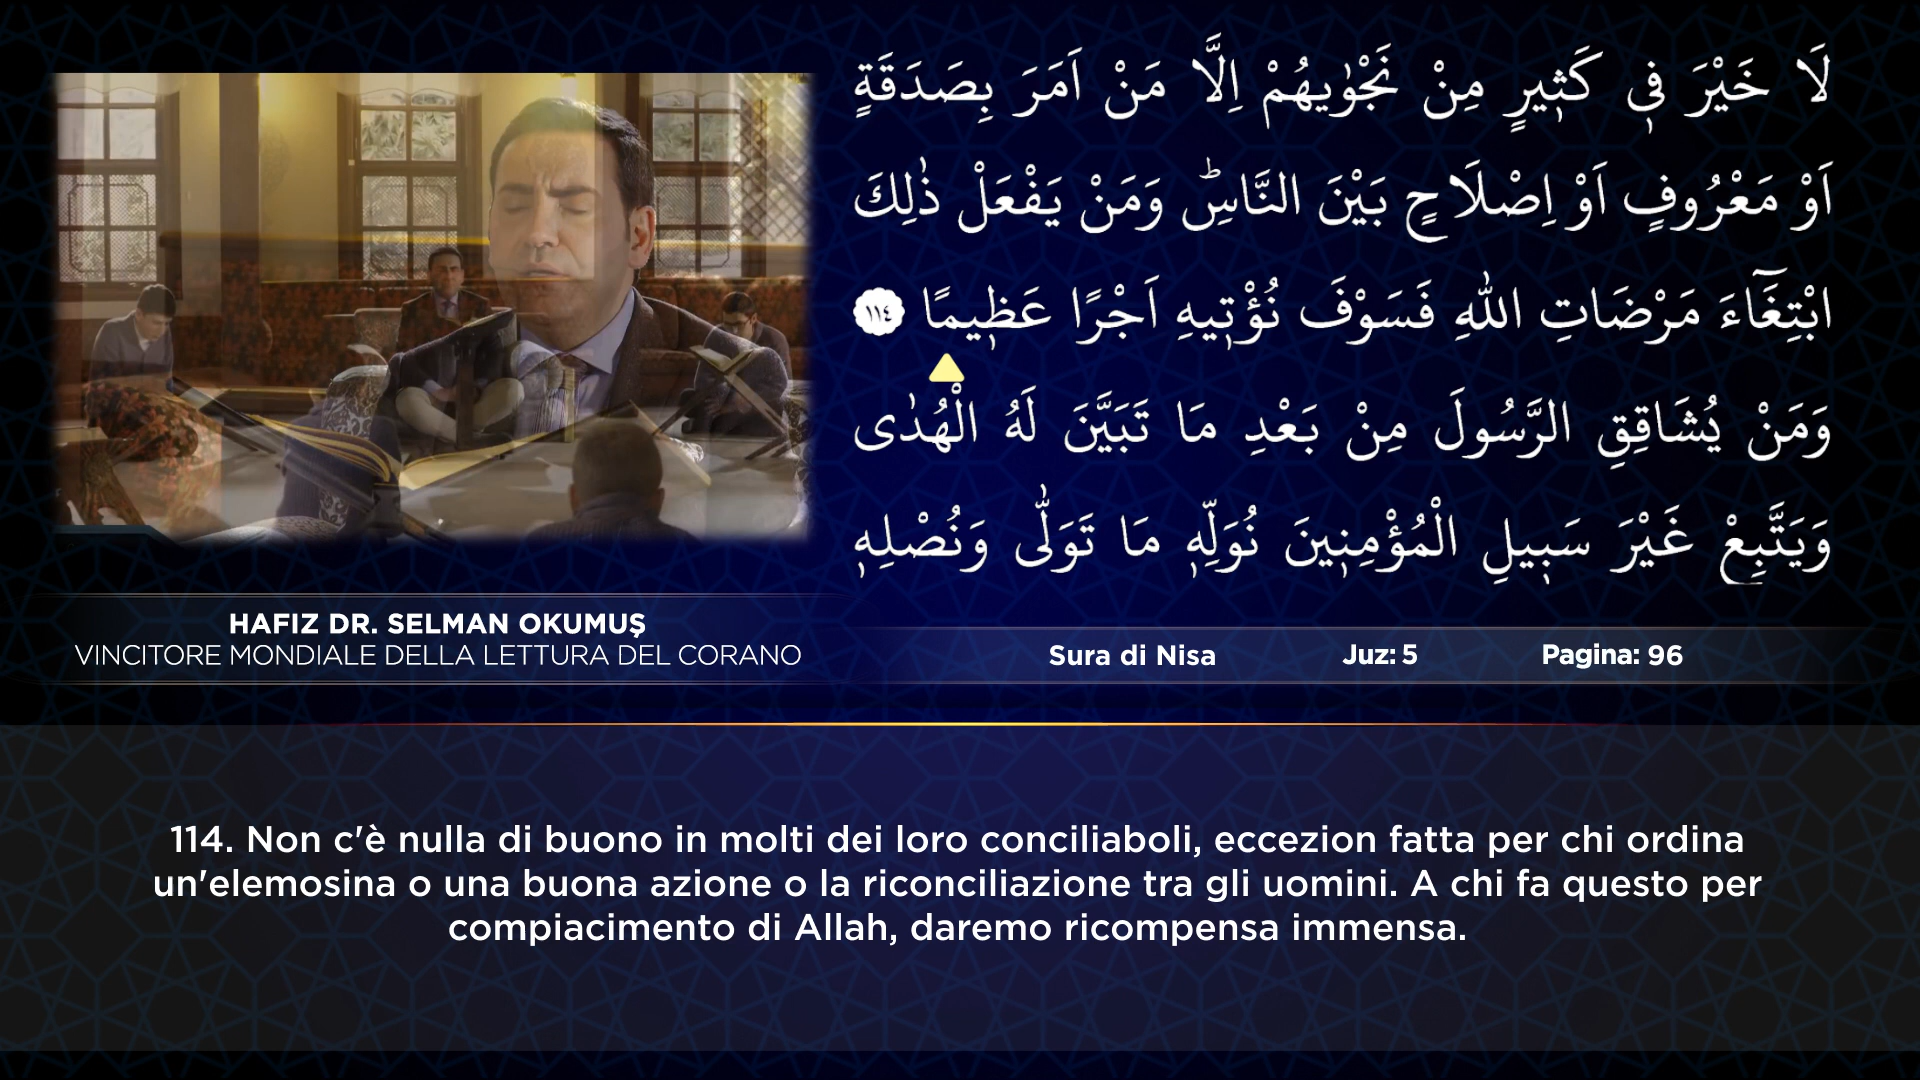 لَا خَيْرَ فٖي كَثٖيرٍ مِنْ نَجْوٰيهُمْ اِلَّا مَنْ اَمَرَ بِصَدَقَةٍ
اَوْ مَعْرُوفٍ اَوْ اِصْلَاحٍ بَيْنَ النَّاسِؕ وَمَنْ يَفْعَلْ ذٰلِكَ
ابْتِغَٓاءَ مَرْضَاتِ اللّٰهِ فَسَوْفَ نُؤْتٖيهِ اَجْرًا عَظٖيمًا ﴿١١٤﴾
وَمَنْ يُشَاقِقِ الرَّسُولَ مِنْ بَعْدِ مَا تَبَيَّنَ لَهُ الْهُدٰى
وَيَتَّبِعْ غَيْرَ سَبٖيلِ الْمُؤْمِنٖينَ نُوَلِّهٖ مَا تَوَلّٰى وَنُصْلِهٖ
HAFIZ DR. SELMAN OKUMUŞ
VINCITORE MONDIALE DELLA LETTURA DEL CORANO
Sura di Nisa Juz: 5 Pagina: 96
114. Non c'è nulla di buono in molti dei loro conciliaboli, eccezion fatta per chi ordina
un'elemosina o una buona azione o la riconciliazione tra gli uomini. A chi fa questo per
compiacimento di Allah, daremo ricompensa immensa.